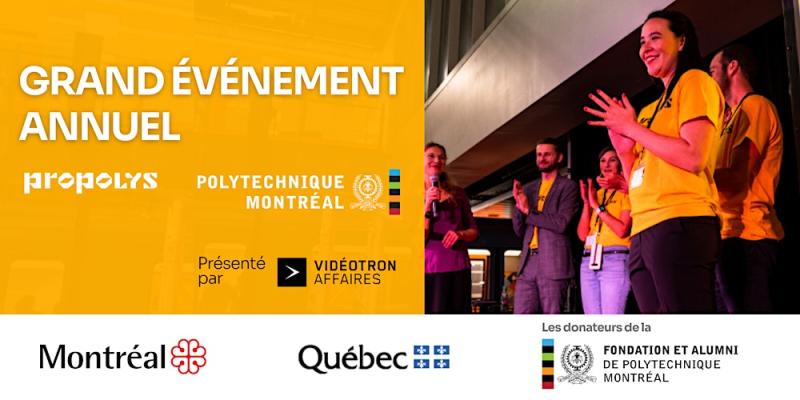 GRAND ÉVÉNEMENT
ANNUEL
propolys
POLYTECHNIQUE
MONTRÉAL
Présenté
par
VIDÉOTRON
AFFAIRES
Montréal
Québec
Les donateurs de la
FONDATION ET ALUMNI
DE POLYTECHNIQUE
MONTRÉAL